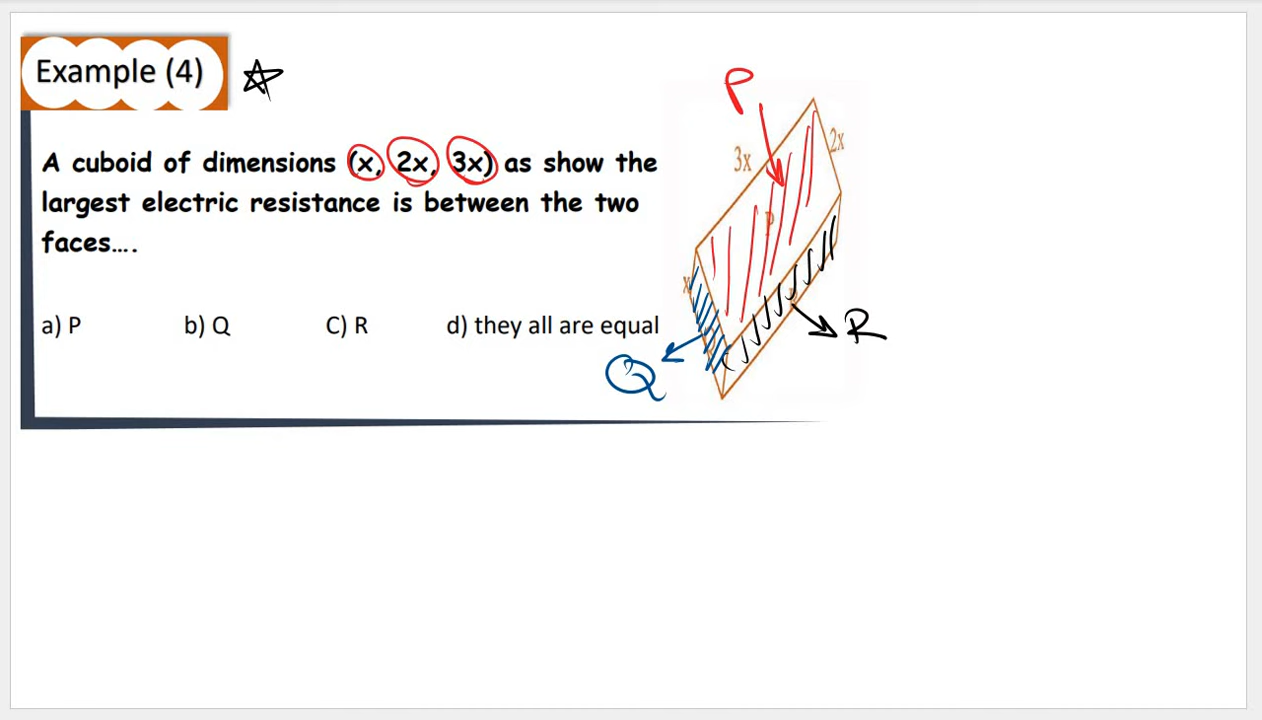 Example (4)
A cuboid of dimensions (x, 2x, 3x) as show the
largest electric resistance is between the two
faces....
a) P b) Q C) R d) they all are equal
P
3x
2x
P
x
R
Q